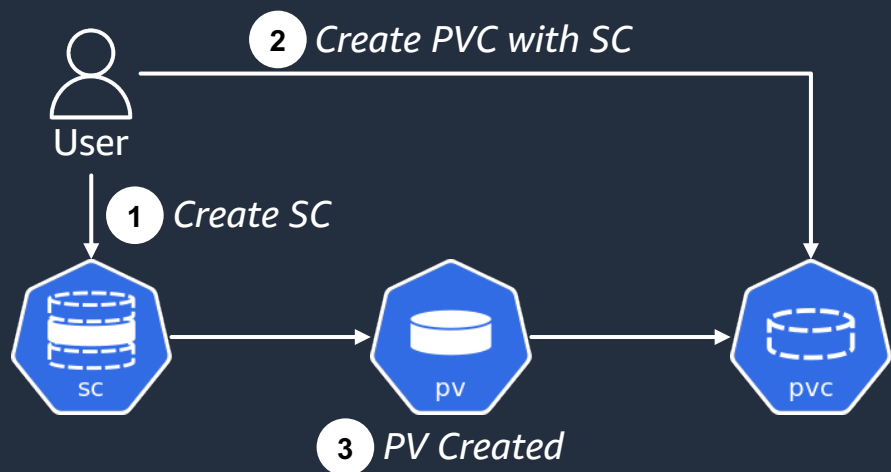 2 Create PVC with SC
User
1 Create SC
sc
pv
pvc
3 PV Created